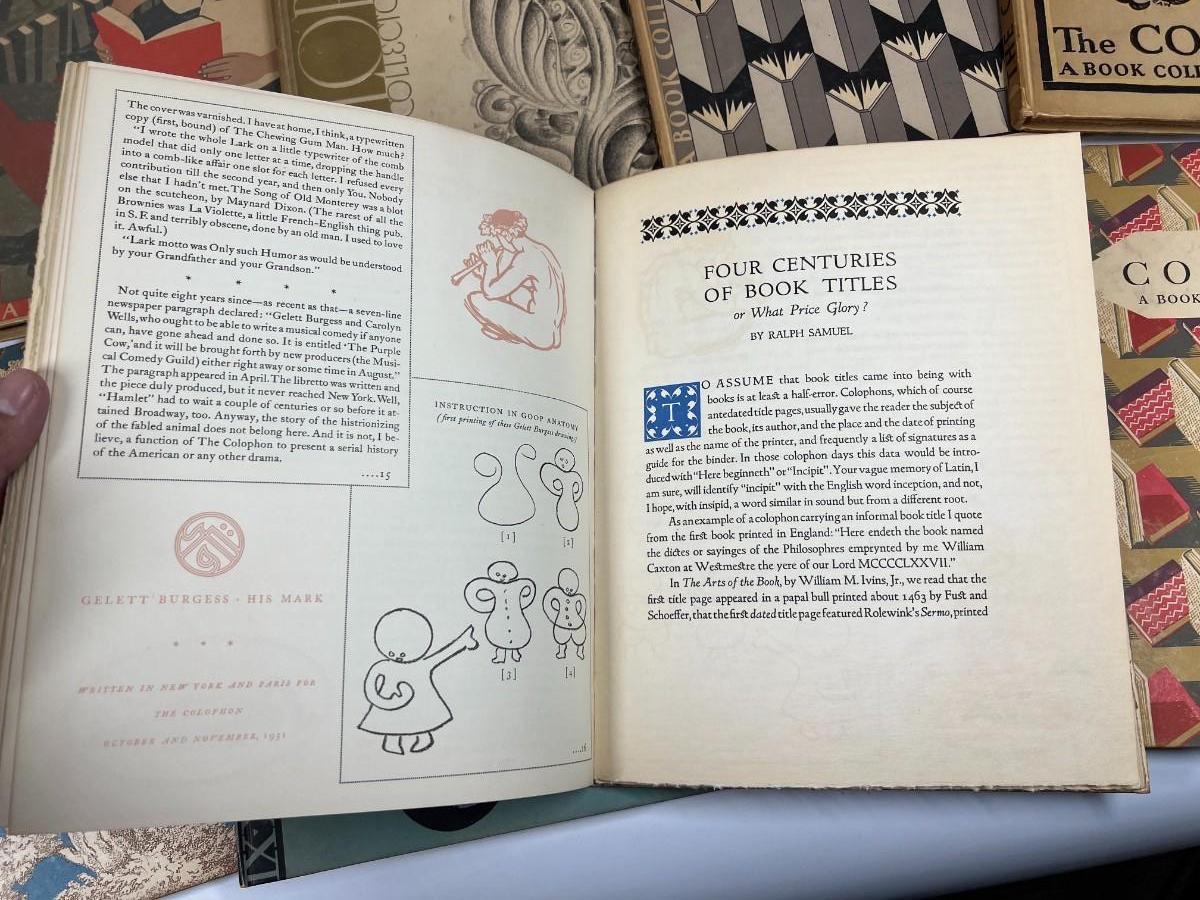 The cover was varnished. I have at home, I think, a typewritten
copy (first, bound) of The Chewing Gum Man. How much?
"I wrote the whole Lark on a little typewriter of the comb
model that did only one letter at a time, dropping the handle
into a comb-like affair one slot for each letter. I refused every
contribution till the second year, and then only You. Nobody
else that I hadn't met. The Song of Old Monterey was a blot
on the scutcheon, by Maynard Dixon. (The rarest of all the
Brownies was La Violette, a little French-English thing pub.
in S.F. and terribly obscene, done by an old man. I used to love
it. Awful.)
"Lark motto was Only such Humor as would be understood
by your Grandfather and your Grandson."
* * * *
Not quite eight years since—as recent as that—a seven-line
newspaper paragraph declared: "Gelett Burgess and Carolyn
Wells, who ought to be able to write a musical comedy if anyone
can, have gone ahead and done so. It is entitled 'The Purple
Cow,' and it will be brought forth by new producers (the Musi-
cal Comedy Guild) either right away or some time in August."
The paragraph appeared in April. The libretto was written and
the piece duly produced, but it never reached New York. Well,
"Hamlet" had to wait a couple of centuries or so before it at-
tained Broadway, too. Anyway, the story of the histrionizing
of the fabled animal does not belong here. And it is not, I be-
lieve, a function of The Colophon to present a serial history
of the American or any other drama.
....15
GELETT BURGESS · HIS MARK
* * *
WRITTEN IN NEW YORK AND PARIS FOR
THE COLOPHON
OCTOBER AND NOVEMBER, 1931
INSTRUCTION IN GOOP ANATOMY
(first printing of these Gelett Burgess drawings)
[1]
[2]
[3]
[4]
....16
FOUR CENTURIES
OF BOOK TITLES
or What Price Glory?
BY RALPH SAMUEL
TO ASSUME that book titles came into being with
books is at least a half-error. Colophons, which of course
antedated title pages, usually gave the reader the subject of
the book, its author, and the place and the date of printing
as well as the name of the printer, and frequently a list of signatures as a
guide for the binder. In those colophon days this data would be intro-
duced with "Here beginneth" or "Incipit". Your vague memory of Latin, I
am sure, will identify "incipit" with the English word inception, and not,
I hope, with insipid, a word similar in sound but from a different root.
As an example of a colophon carrying an informal book title I quote
from the first book printed in England: "Here endeth the book named
the dictes or sayings of the Philosophres emprynted by me William
Caxton at Westmestre the yere of our Lord MCCCCLXXVII."
In The Arts of the Book, by William M. Ivins, Jr., we read that the
first title page appeared in a papal bull printed about 1463 by Fust and
Schoeffer, that the first dated title page featured Rolewink's Sermo, printed
A BOOK COLL
The CO
A BOOK COLL
CO
A BOOK